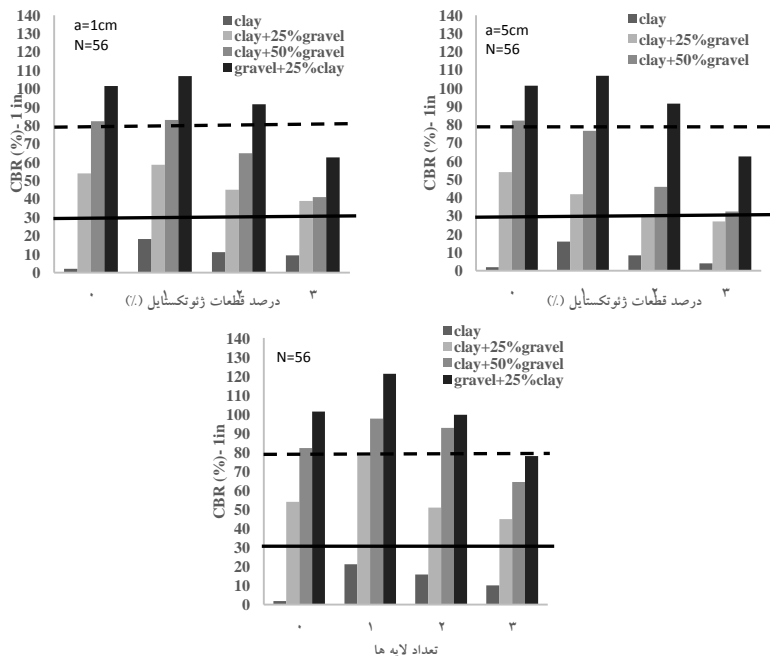 a=1cm
N=56
clay
clay+25%gravel
clay+50%gravel
gravel+25%clay
CBR (%)- 1 in
140
130
120
110
100
90
80
70
60
50
40
30
20
10
0
۰ ۱ ۲ ۳
درصد قطعات ژئوتکستایل (٪)
a=5cm
N=56
clay
clay+25%gravel
clay+50%gravel
CBR (%)- 1 in
140
130
120
110
100
90
80
70
60
50
40
30
20
10
0
۰ ۱ ۲ ۳
درصد قطعات ژئوتکستایل (٪)
N=56
clay
clay+25%gravel
clay+50%gravel
gravel+25%clay
CBR (%)- 1in
140
130
120
110
100
90
80
70
60
50
40
30
20
10
0
۰ ۱ ۲ ۳
تعداد لایه ها